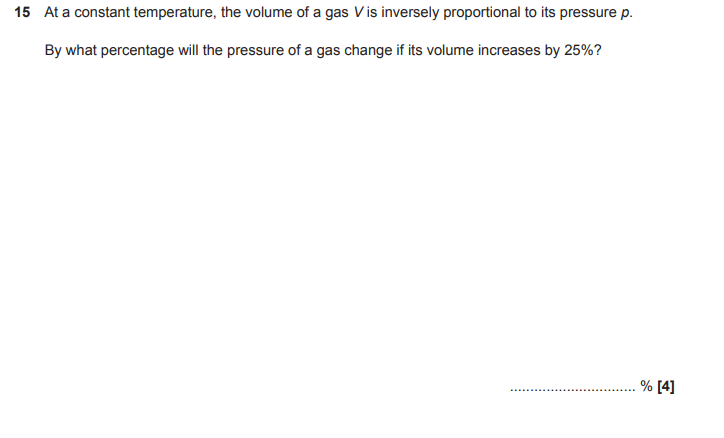 15 At a constant temperature, the volume of a gas V is inversely proportional to its pressure p.
By what percentage will the pressure of a gas change if its volume increases by 25%?
............................... % [4]